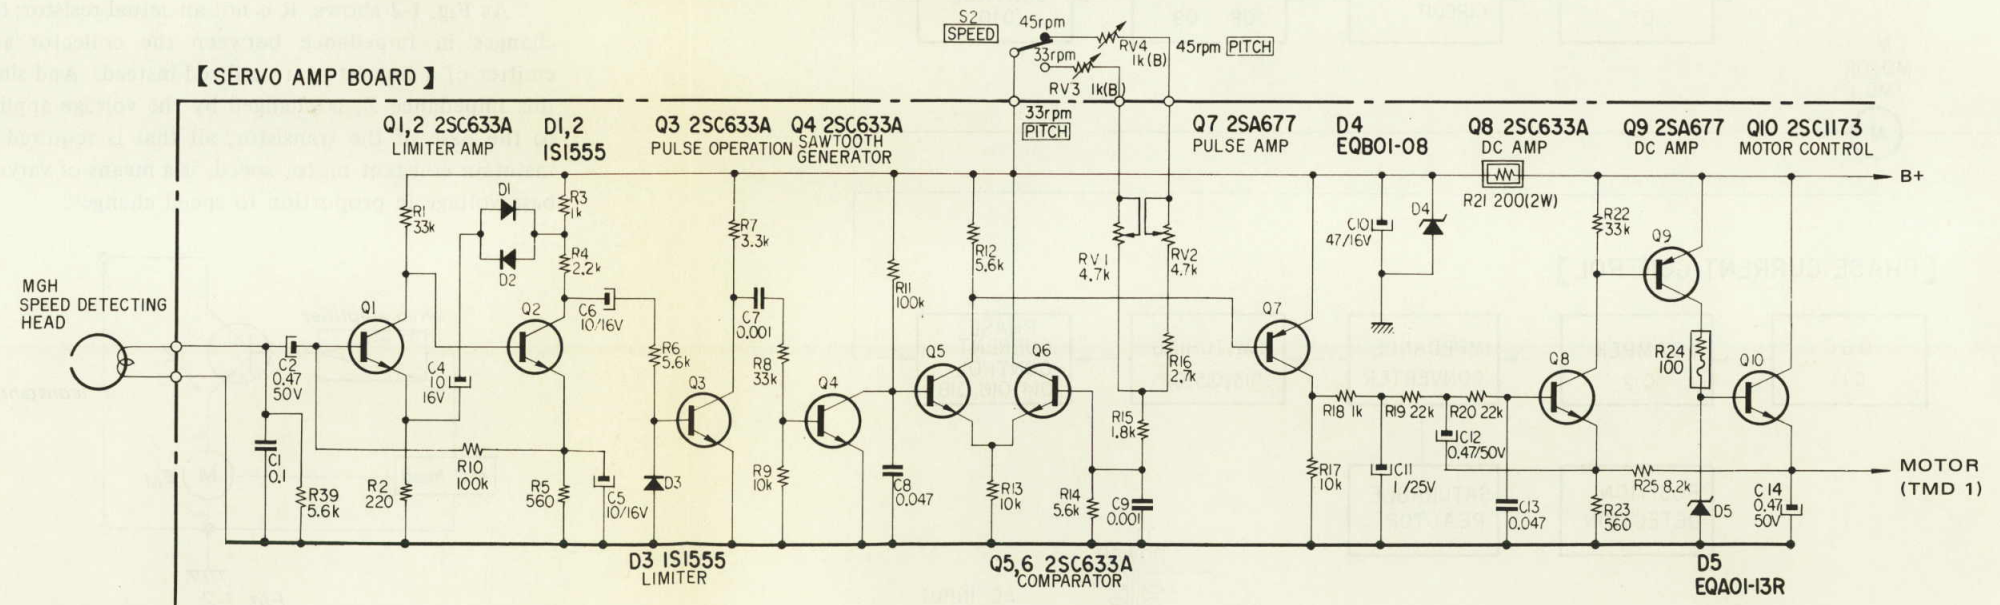 S2
SPEED
45rpm
33rpm
RV4
1k(B)
RV3 1k(B)
45rpm PITCH
33rpm
PITCH
【SERVO AMP BOARD】
Q1,2 2SC633A
LIMITER AMP
D1,2
1S1555
Q3 2SC633A
PULSE OPERATION
Q4 2SC633A
SAWTOOTH
GENERATOR
Q7 2SA677
PULSE AMP
D4
EQB01-08
Q8 2SC633A
DC AMP
Q9 2SA677
DC AMP
Q10 2SC1173
MOTOR CONTROL
B+
R21 200(2W)
R1
33k
D1
D2
R3
1k
R4
2.2k
R7
3.3k
R11
100k
R12
5.6k
RV1
4.7k
RV2
4.7k
C10
47/16V
D4
R22
33k
Q9
MGH
SPEED DETECTING
HEAD
C2
0.47
50V
Q1
C4
10
16V
Q2
C6
10/16V
R6
5.6k
C7
0.001
R8
33k
Q3
Q4
Q5
Q6
R16
2.7k
Q7
Q8
R24
100
Q10
R15
1.8k
R18 1k
R19 22k
R20 22k
C12
0.47/50V
C1
0.1
R39
5.6k
R2
220
R10
100k
R5
560
C5
10/16V
D3
R9
10k
C8
0.047
R13
10k
R14
5.6k
C9
0.001
R17
10k
C11
1/25V
C13
0.047
R23
560
R25 8.2k
D5
C14
0.47
50V
MOTOR
(TMD 1)
D3 1S1555
LIMITER
Q5,6 2SC633A
COMPARATOR
D5
EQA01-13R